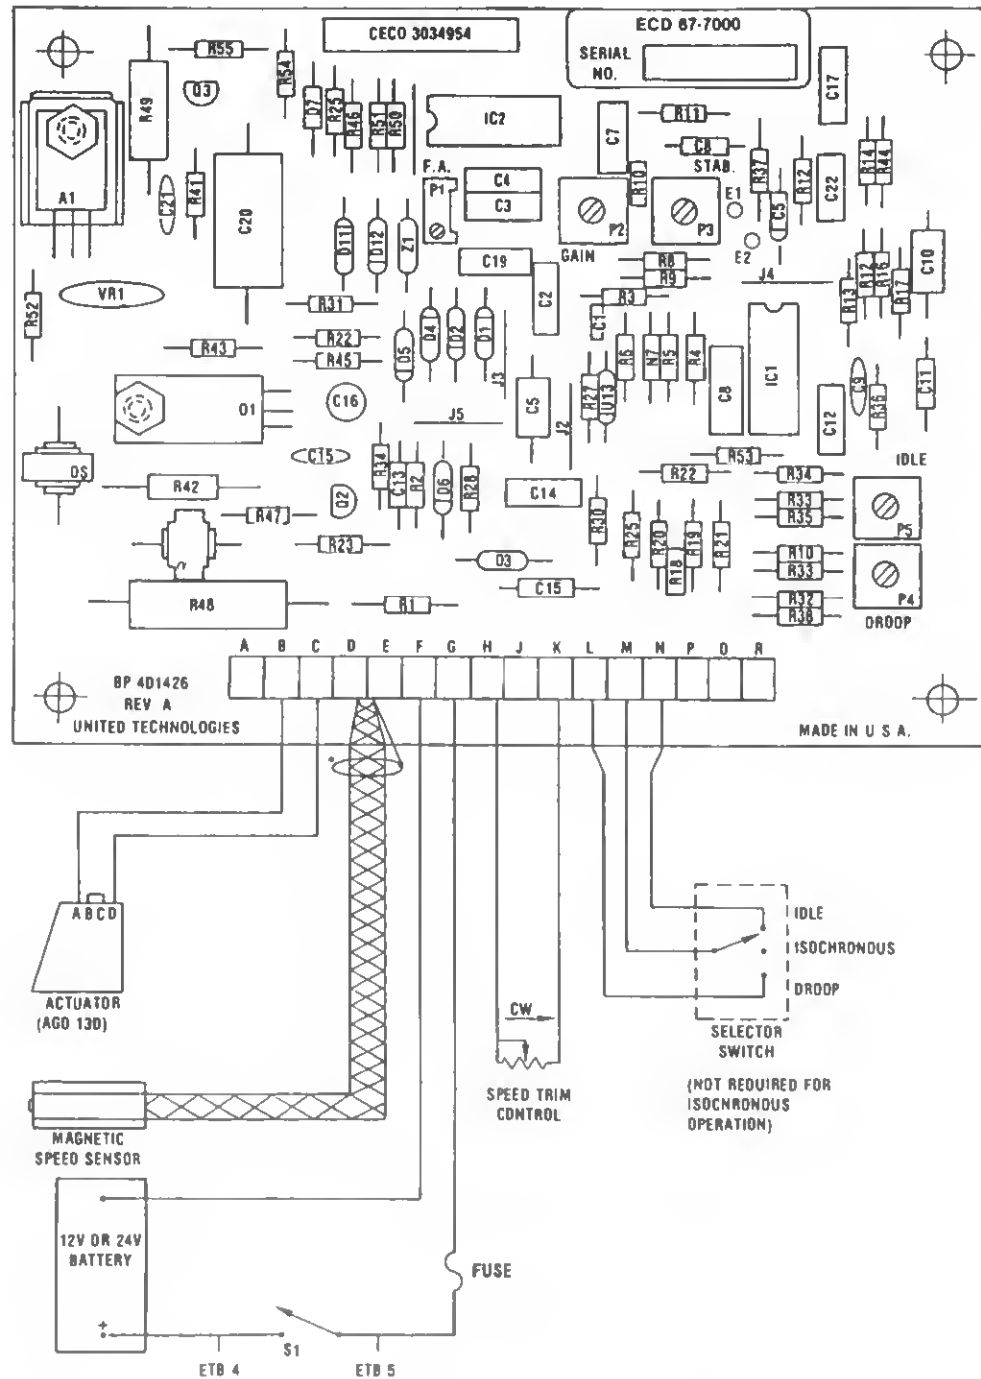 CECO 3034954
ECD 67-7000
SERIAL
NO.
R55
R54
Q3
R49
A1
C21
R41
C20
D7
R25
R46
R51
R50
IC2
F.A.
P1
C4
C3
C7
R10
R11
C8
STAB.
P2
GAIN
P3
E1
E2
R37
C5
R12
C17
C22
R14
R44
D11
D12
Z1
C19
C2
R8
R9
R3
C1
J4
R13
R12
R16
R17
C10
R52
VR1
R31
R22
R45
R43
D5
D4
D2
D1
J3
R6
N7
R5
R4
C8
IC1
C9
C12
R36
C11
C16
Q1
J5
C5
J2
R27
U13
IDLE
DS
C15
R34
C13
R2
D6
R28
C14
R53
R22
R34
R33
R35
P5
R42
R47
Q2
R23
D3
C15
R30
R25
R20
R18
R19
R21
R10
R33
R32
R38
P4
DROOP
R48
R1
A B C D E F G H J K L M N P Q R
BP 4D1426
REV A
UNITED TECHNOLOGIES
MADE IN U S A.
A B C D
ACTUATOR
(AGO 130)
MAGNETIC
SPEED SENSOR
12V OR 24V
BATTERY
+
S1
ETB 4
ETB 5
FUSE
CW
SPEED TRIM
CONTROL
IDLE
ISOCHRONOUS
DROOP
SELECTOR
SWITCH
(NOT REQUIRED FOR
ISOCHRONOUS
OPERATION)